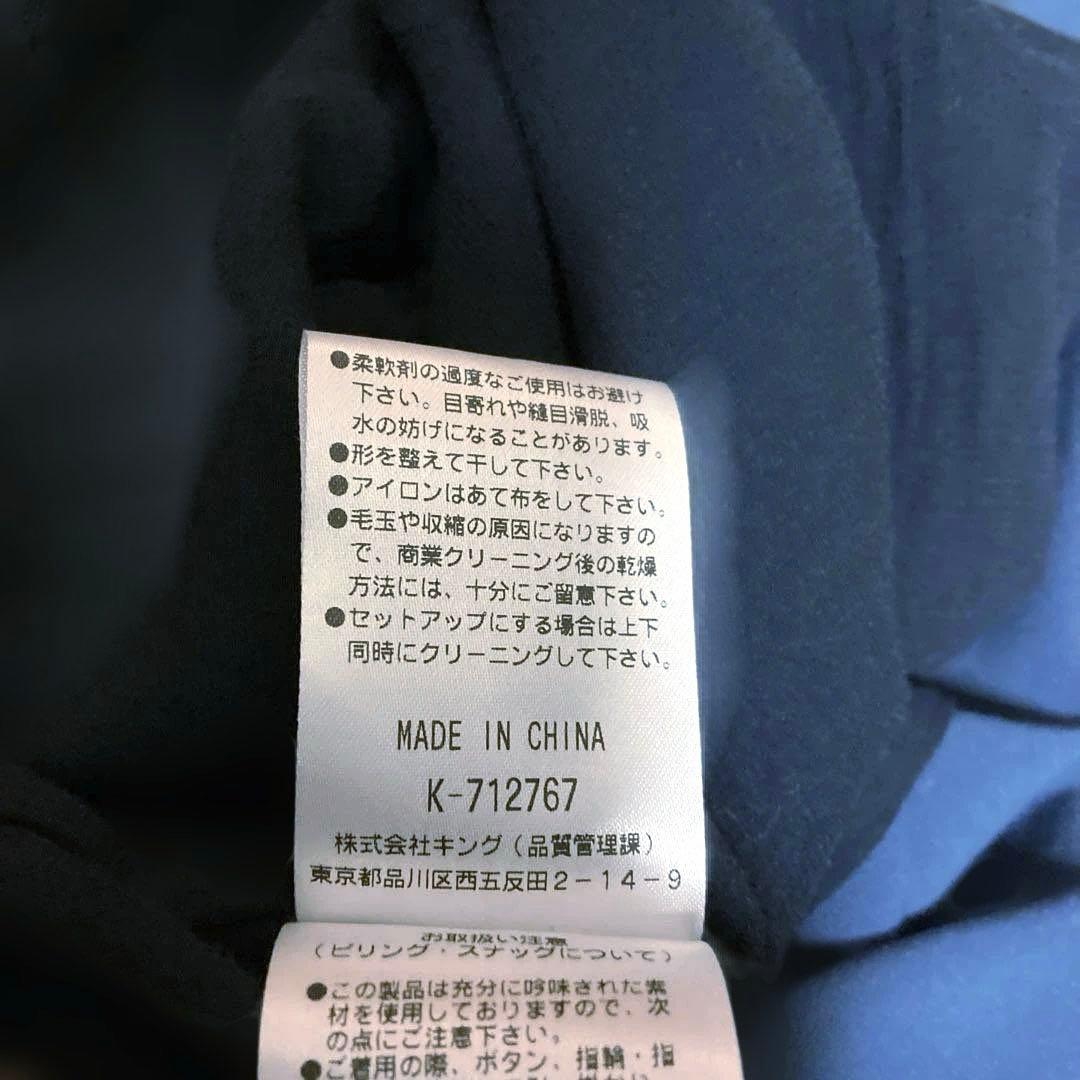 ●柔軟剤の過度なご使用はお避け
下さい。目寄れや縫目滑脱、吸
水の妨げになることがあります。
●形を整えて干して下さい。
●アイロンはあて布をして下さい。
●毛玉や収縮の原因になりますの
で、商業クリーニング後の乾燥
方法には、十分にご留意下さい。
●セットアップにする場合は上下
同時にクリーニングして下さい。
MADE IN CHINA
K-712767
株式会社キング(品質管理課)
東京都品川区西五反田2-14-9
お取扱い注意
(ピリング・スナッグについて)
●この製品は充分に吟味された素
材を使用しておりますので、次
の点にご注意下さい。
●ご着用の際、ボタン、指輪・指